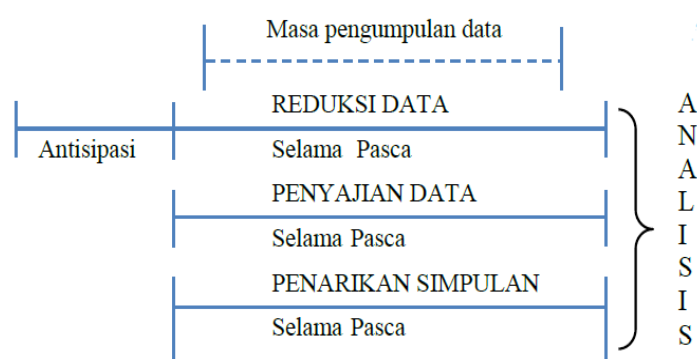 Masa pengumpulan data
REDUKSI DATA
Antisipasi
Selama Pasca
PENYAJIAN DATA
Selama Pasca
PENARIKAN SIMPULAN
Selama Pasca
A
N
A
L
I
S
I
S